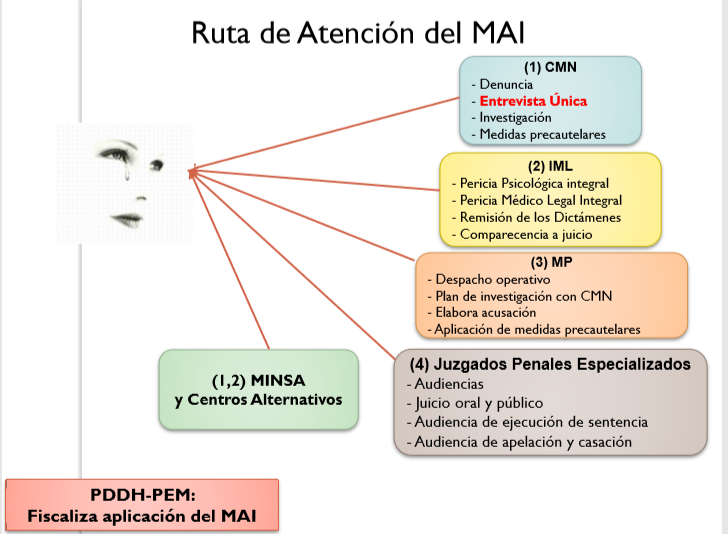 Ruta de Atención del MAI
(1) CMN
- Denuncia
- Entrevista Única
- Investigación
- Medidas precautelares
(2) IML
- Pericia Psicológica integral
- Pericia Médico Legal Integral
- Remisión de los Dictámenes
- Comparecencia a juicio
(3) MP
- Despacho operativo
- Plan de investigación con CMN
- Elabora acusación
- Aplicación de medidas precautelares
(4) Juzgados Penales Especializados
- Audiencias
- Juicio oral y público
- Audiencia de ejecución de sentencia
- Audiencia de apelación y casación
(1,2) MINSA
y Centros Alternativos
PDDH-PEM:
Fiscaliza aplicación del MAI